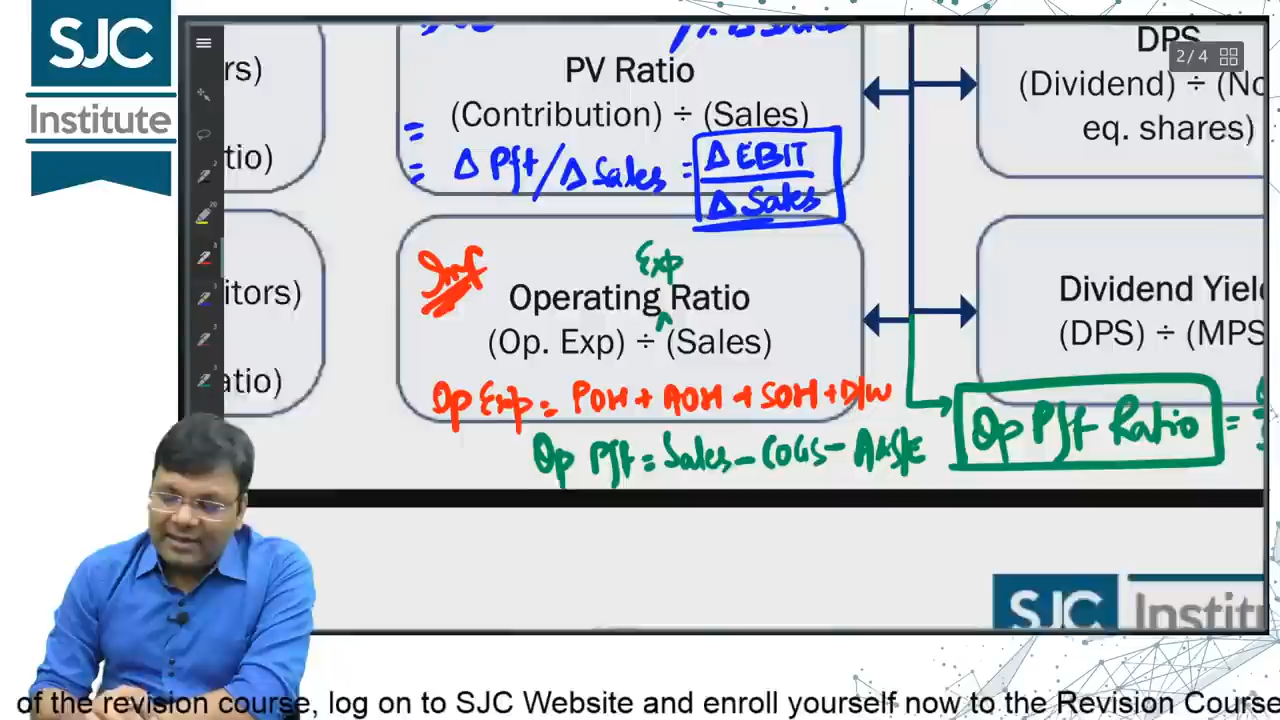 SJC
Institute
2/4
rs)
tio)
itors)
atio)
PV Ratio
(Contribution) ÷ (Sales)
=
= Δ Pft/Δ Sales = Δ EBIT
Δ Sales
Imf
Exp
Operating Ratio
(Op. Exp) ÷ (Sales)
Op Exp = POH + AOH + SOH + D/W
Op Pft = Sales - COGS - A&S/E
DPS
(Dividend) ÷ (No
eq. shares)
Dividend Yiel
(DPS) ÷ (MPS
Op Pft Ratio =
SJC Institu
of the revision course, log on to SJC Website and enroll yourself now to the Revision Course